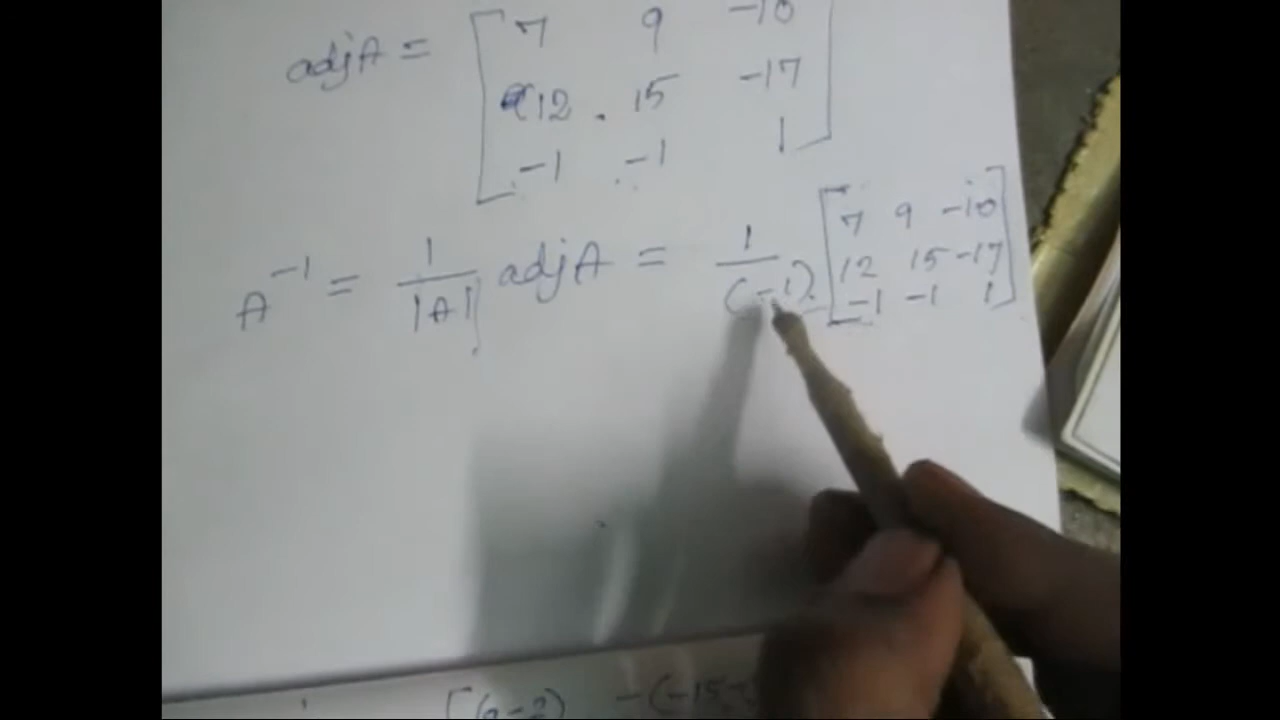 adjA = [ 7 9 -10
12 . 15 -17
-1 -1 1 ]
A⁻¹ = 1/|A| adjA = 1/(-1). [ 7 9 -10
12 15 -17
-1 -1 1 ]